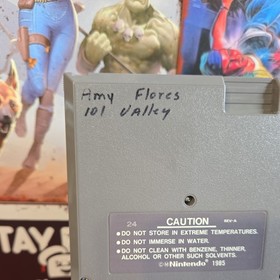 Amy Flores
101 Valley
24
CAUTION
REV-A
• DO NOT STORE IN EXTREME TEMPERATURES.
• DO NOT IMMERSE IN WATER.
• DO NOT CLEAN WITH BENZENE, THINNER,
ALCOHOL OR OTHER SUCH SOLVENTS.
©Nintendo® 1985
TAY